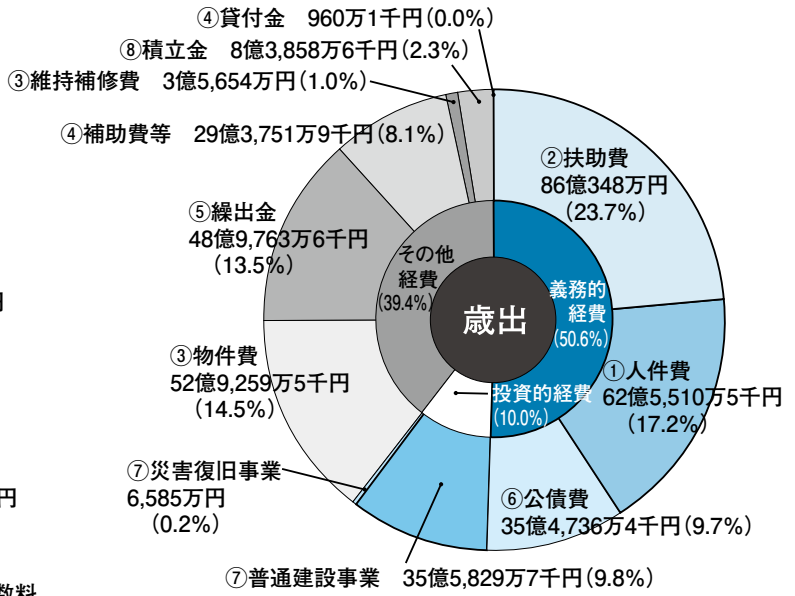 ④貸付金 960万1千円(0.0%)
⑧積立金 8億3,858万6千円(2.3%)
③維持補修費 3億5,654万円(1.0%)
④補助費等 29億3,751万9千円(8.1%)
②扶助費
86億348万円
(23.7%)
⑤繰出金
48億9,763万6千円
(13.5%)
その他
経費
(39.4%)
歳出
義務的
経費
(50.6%)
円
③物件費
52億9,259万5千円
(14.5%)
①人件費
62億5,510万5千円
(17.2%)
投資的経費
(10.0%)
⑦災害復旧事業
6,585万円
(0.2%)
円
⑥公債費
35億4,736万4千円(9.7%)
⑦普通建設事業 35億5,829万7千円(9.8%)
数料